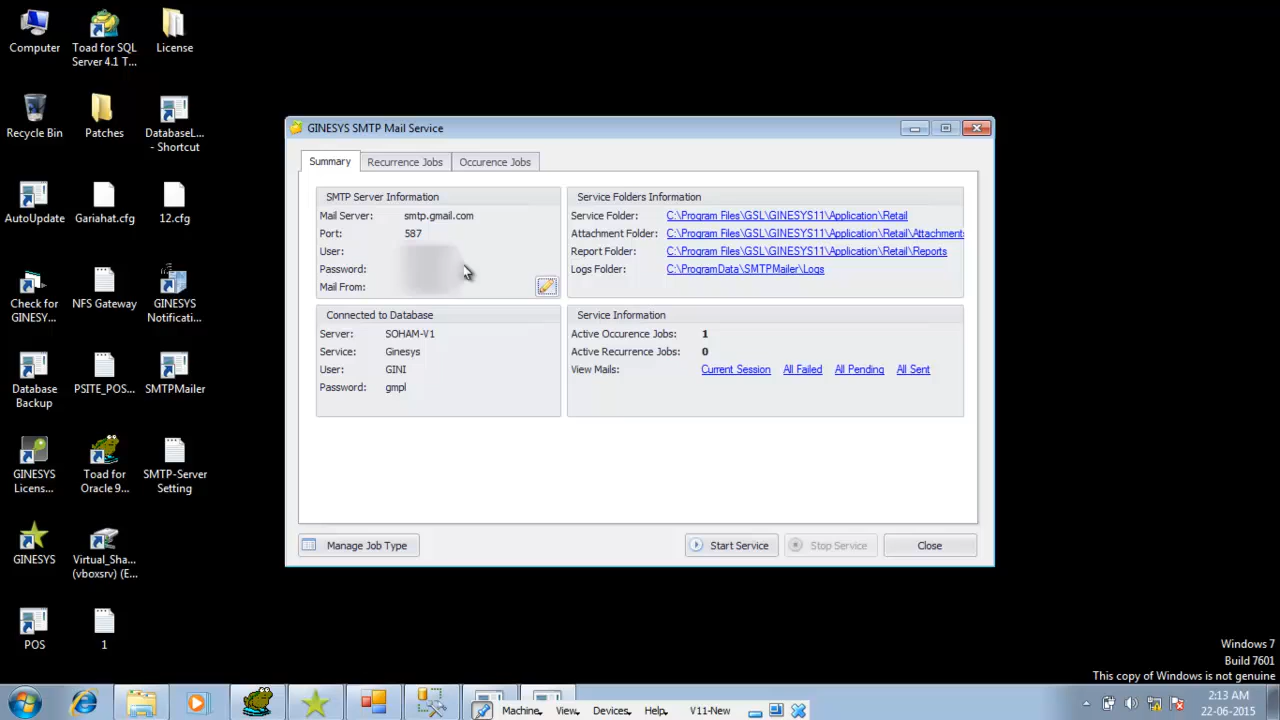 Computer
Toad for SQL
Server 4.1 T...
License
Recycle Bin
Patches
DatabaseL...
- Shortcut
AutoUpdate
Gariahat.cfg
12.cfg
Check for
GINESY...
NFS Gateway
GINESYS
Notificati...
Database
Backup
PSITE_POS...
SMTPMailer
GINESYS
Licens...
Toad for
Oracle 9...
SMTP-Server
Setting
GINESYS
Virtual_Sha...
(vboxsrv) (E...
POS
1
GINESYS SMTP Mail Service
Summary
Recurrence Jobs
Occurence Jobs
SMTP Server Information
Mail Server: smtp.gmail.com
Port: 587
User:
Password:
Mail From:
Service Folders Information
Service Folder: C:\Program Files\GSL\GINESYS11\Application\Retail
Attachment Folder: C:\Program Files\GSL\GINESYS11\Application\Retail\Attachments
Report Folder: C:\Program Files\GSL\GINESYS11\Application\Retail\Reports
Logs Folder: C:\ProgramData\SMTPMailer\Logs
Connected to Database
Server: SOHAM-V1
Service: Ginesys
User: GINI
Password: gmpl
Service Information
Active Occurence Jobs: 1
Active Recurrence Jobs: 0
View Mails: Current Session All Failed All Pending All Sent
Manage Job Type
Start Service
Stop Service
Close
Windows 7
Build 7601
This copy of Windows is not genuine
Machine View Devices Help V11-New
2:13 AM
22-06-2015